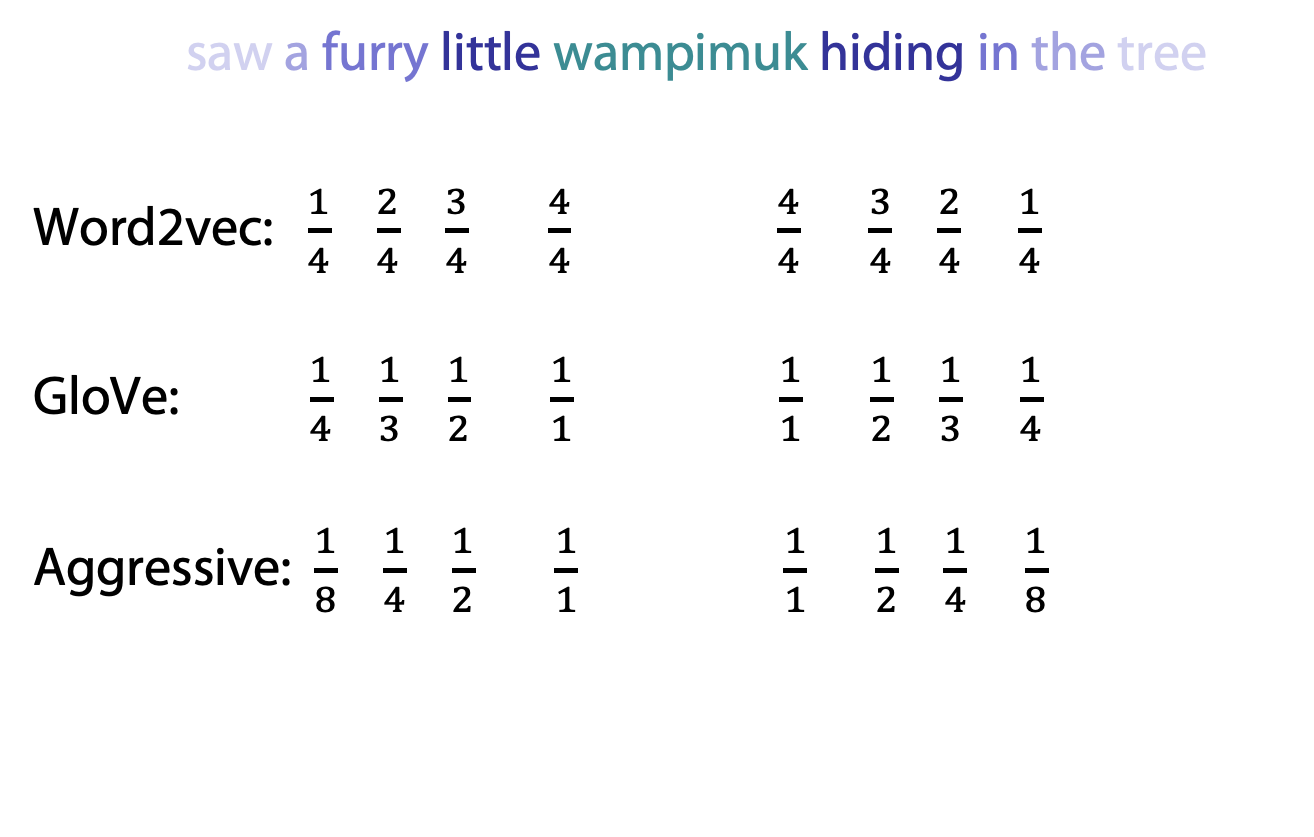 saw a furry little wampimuk hiding in the tree
Word2vec: 1/4 2/4 3/4 4/4 4/4 3/4 2/4 1/4
GloVe: 1/4 1/3 1/2 1/1 1/1 1/2 1/3 1/4
Aggressive: 1/8 1/4 1/2 1/1 1/1 1/2 1/4 1/8